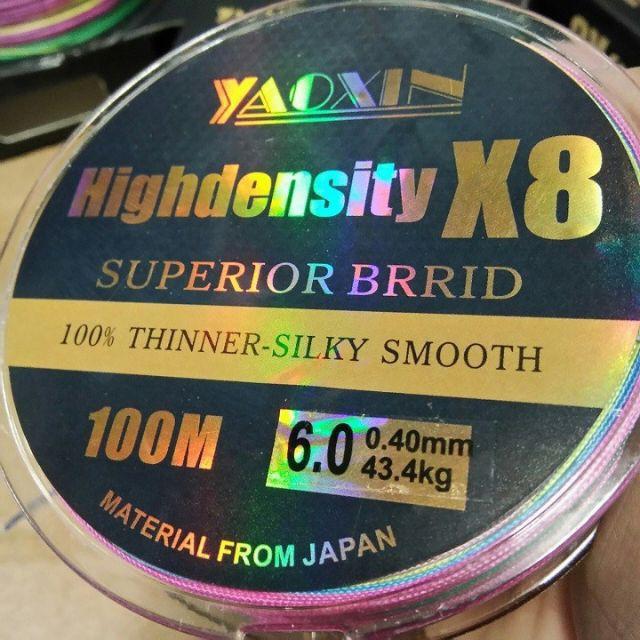 YAOXIN
Highdensity X8
SUPERIOR BRRID
100% THINNER-SILKY SMOOTH
100M
6.0 0.40mm
43.4kg
MATERIAL FROM JAPAN